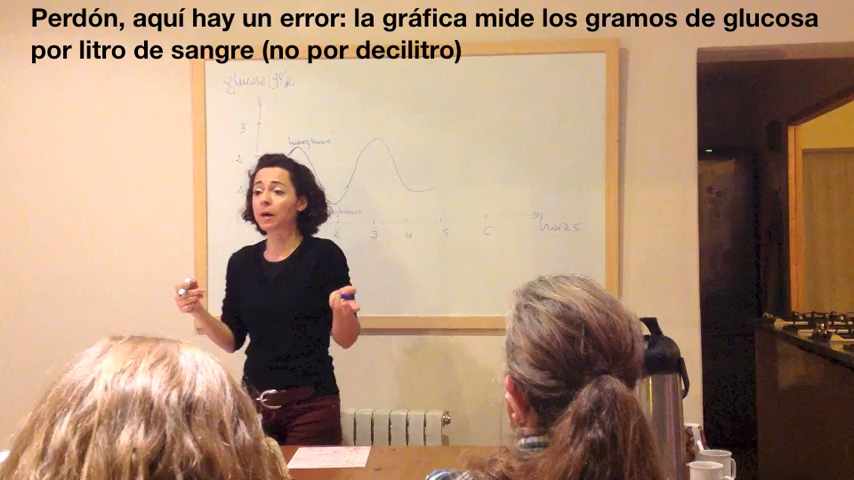 Perdón, aquí hay un error: la gráfica mide los gramos de glucosa
por litro de sangre (no por decilitro)
glucosa
3
2
2 3 4 5 6 horas